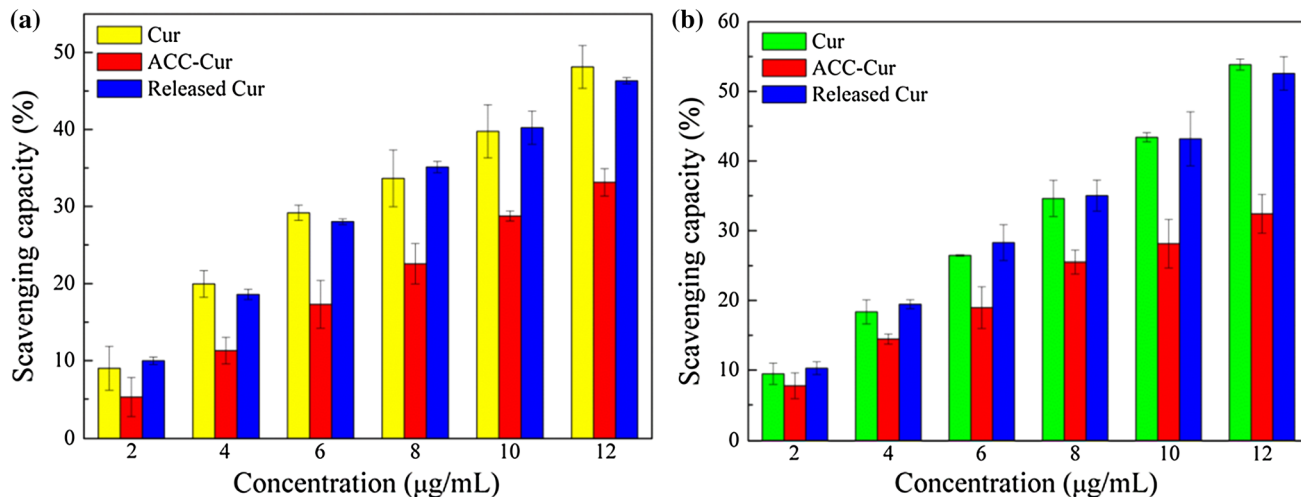 (a)
Scavenging capacity (%)
50
40
30
20
10
0
Cur
ACC-Cur
Released Cur
2 4 6 8 10 12
Concentration (μg/mL)
(b)
Scavenging capacity (%)
60
50
40
30
20
10
0
Cur
ACC-Cur
Released Cur
2 4 6 8 10 12
Concentration (μg/mL)